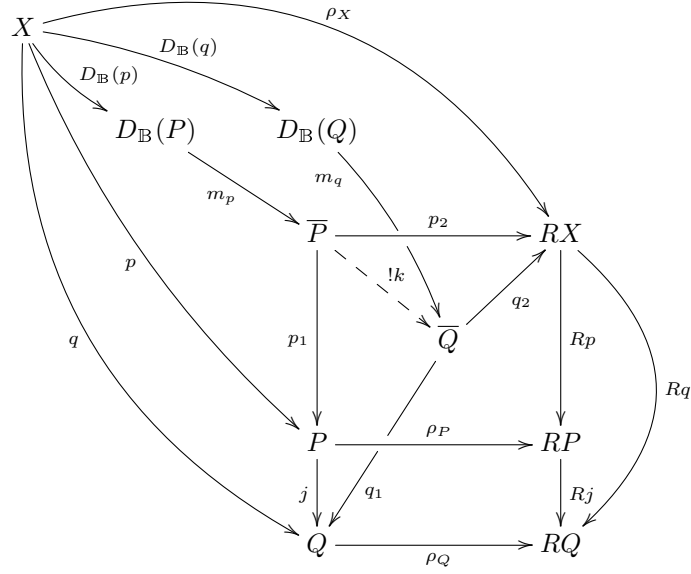 X
ρ_X
D_𝔹(q)
D_𝔹(p)
D_𝔹(P) D_𝔹(Q)
m_p m_q
P̅ p_2 RX
!k
q_2
p q Q̅
p_1 Rp
Rq
P ρ_P RP
j q_1 Rj
Q ρ_Q RQ